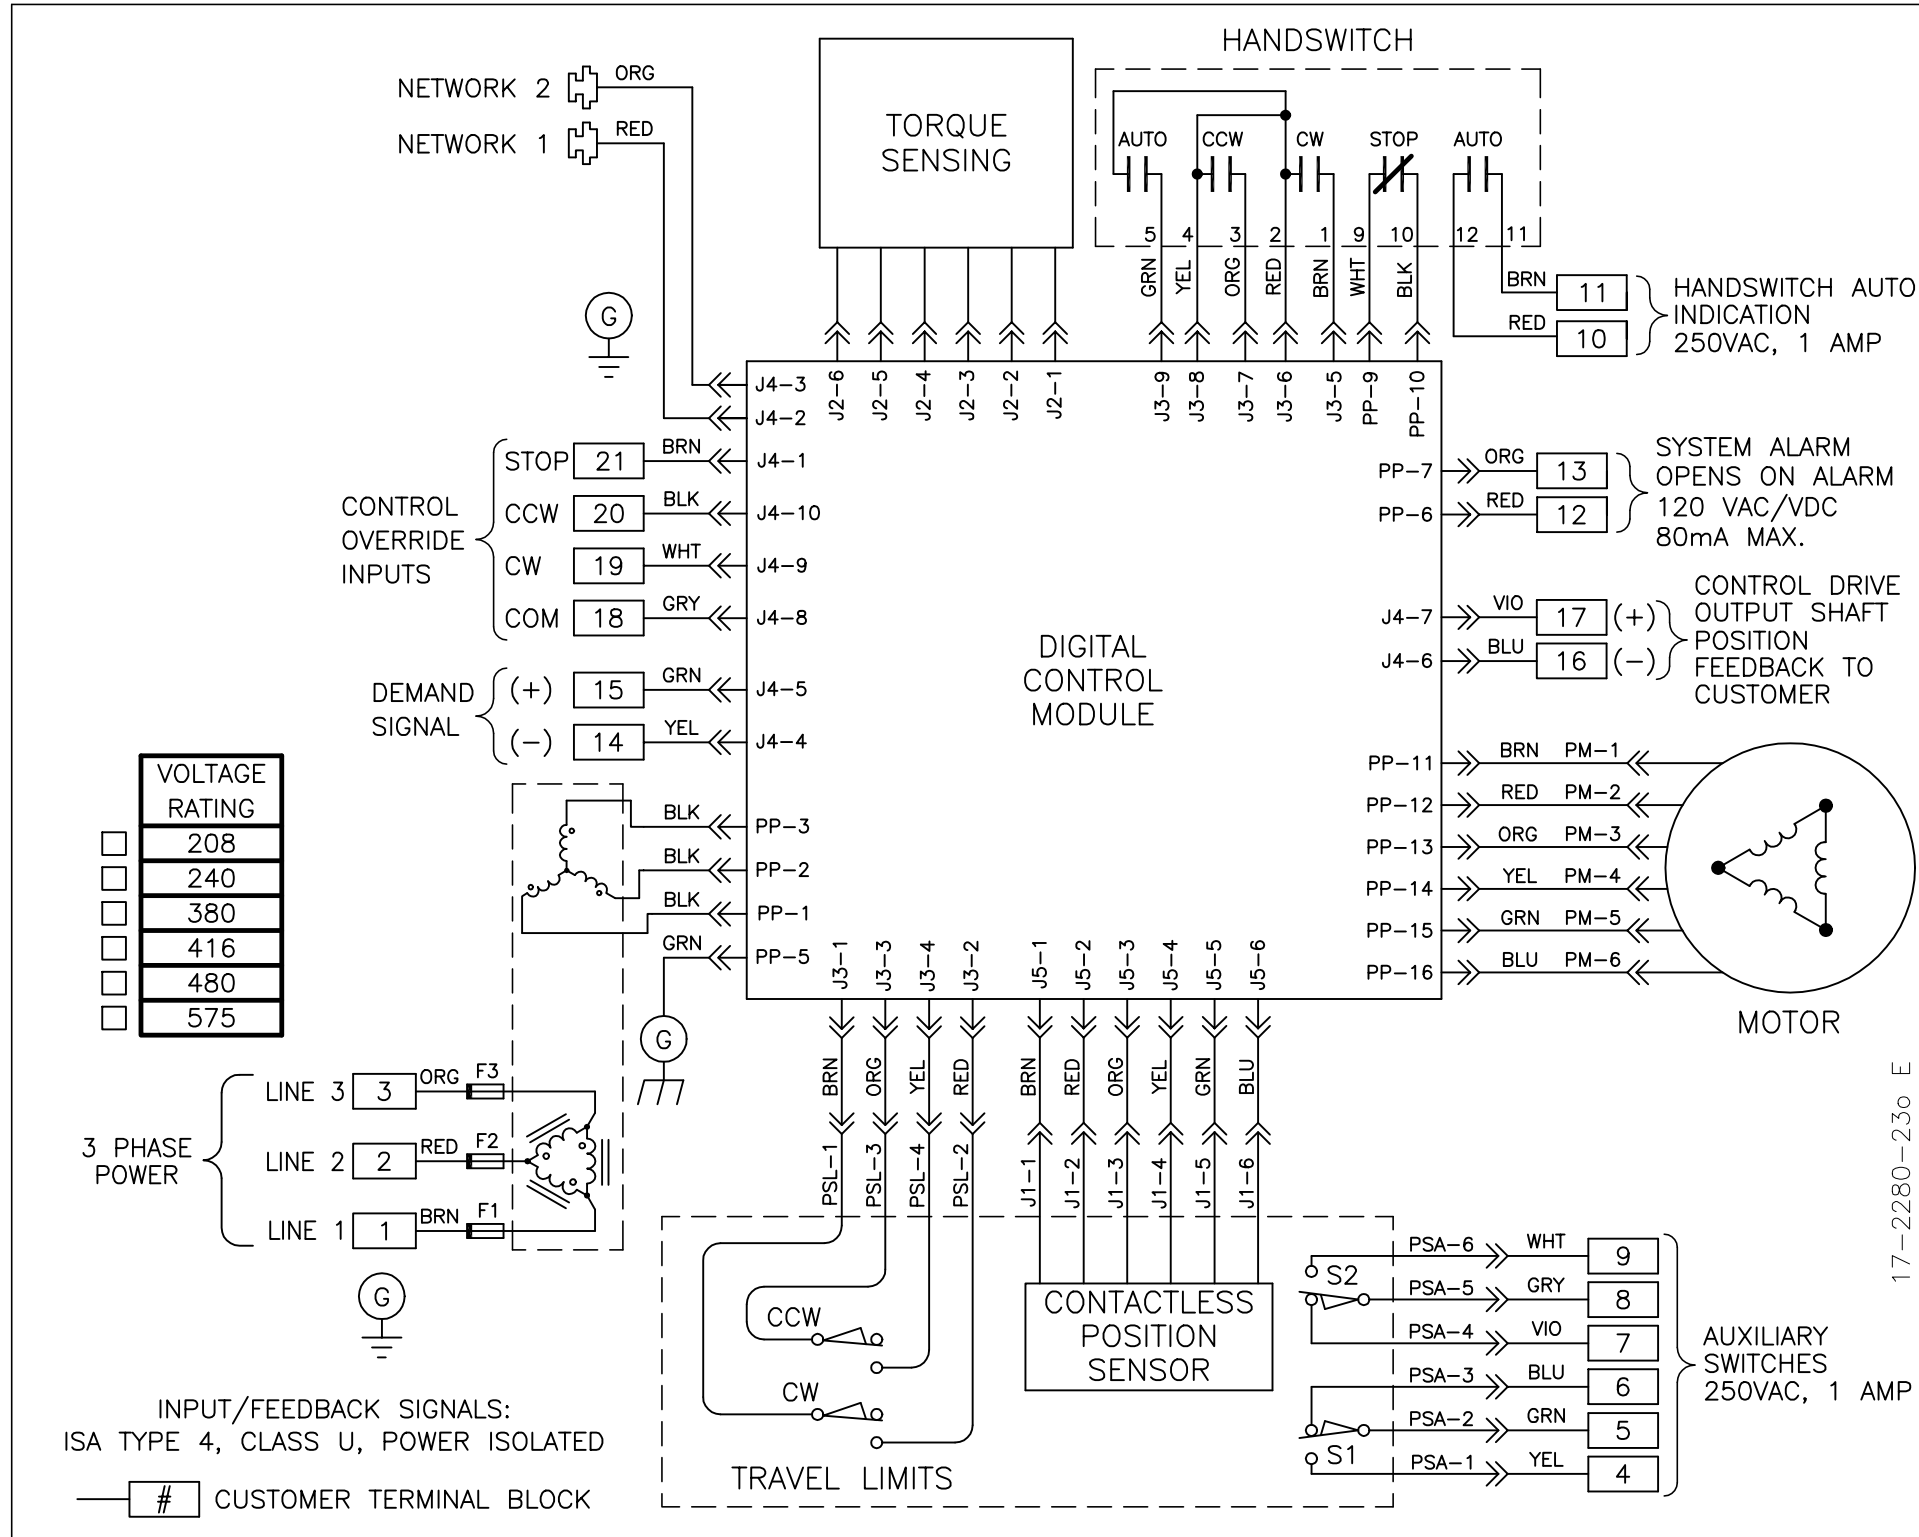 HANDSWITCH
NETWORK 2 ORG
NETWORK 1 RED
TORQUE
SENSING
AUTO CCW CW STOP AUTO
5 4 3 2 1 9 10 12 11
GRN YEL ORG RED BRN WHT BLK
BRN 11
RED 10
HANDSWITCH AUTO
INDICATION
250VAC, 1 AMP
G
J4-3
J4-2
J2-6 J2-5 J2-4 J2-3 J2-2 J2-1
J3-9 J3-8 J3-7 J3-6 J3-5 PP-9 PP-10
CONTROL
OVERRIDE
INPUTS
STOP 21 BRN J4-1
CCW 20 BLK J4-10
CW 19 WHT J4-9
COM 18 GRY J4-8
DEMAND
SIGNAL
(+) 15 GRN J4-5
(-) 14 YEL J4-4
DIGITAL
CONTROL
MODULE
PP-7 ORG 13
PP-6 RED 12
SYSTEM ALARM
OPENS ON ALARM
120 VAC/VDC
80mA MAX.
J4-7 VIO 17 (+)
J4-6 BLU 16 (-)
CONTROL DRIVE
OUTPUT SHAFT
POSITION
FEEDBACK TO
CUSTOMER
VOLTAGE
RATING
208
240
380
416
480
575
BLK PP-3
BLK PP-2
BLK PP-1
GRN PP-5
G
PP-11 BRN PM-1
PP-12 RED PM-2
PP-13 ORG PM-3
PP-14 YEL PM-4
PP-15 GRN PM-5
PP-16 BLU PM-6
MOTOR
J3-1 J3-3 J3-4 J3-2
BRN ORG YEL RED
PSL-1 PSL-3 PSL-4 PSL-2
J5-1 J5-2 J5-3 J5-4 J5-5 J5-6
BRN RED ORG YEL GRN BLU
J1-1 J1-2 J1-3 J1-4 J1-5 J1-6
3 PHASE
POWER
LINE 3 3 ORG F3
LINE 2 2 RED F2
LINE 1 1 BRN F1
G
CCW
CW
TRAVEL LIMITS
CONTACTLESS
POSITION
SENSOR
S2
S1
PSA-6 WHT 9
PSA-5 GRY 8
PSA-4 VIO 7
PSA-3 BLU 6
PSA-2 GRN 5
PSA-1 YEL 4
AUXILIARY
SWITCHES
250VAC, 1 AMP
INPUT/FEEDBACK SIGNALS:
ISA TYPE 4, CLASS U, POWER ISOLATED
# CUSTOMER TERMINAL BLOCK
17-2280-23o E